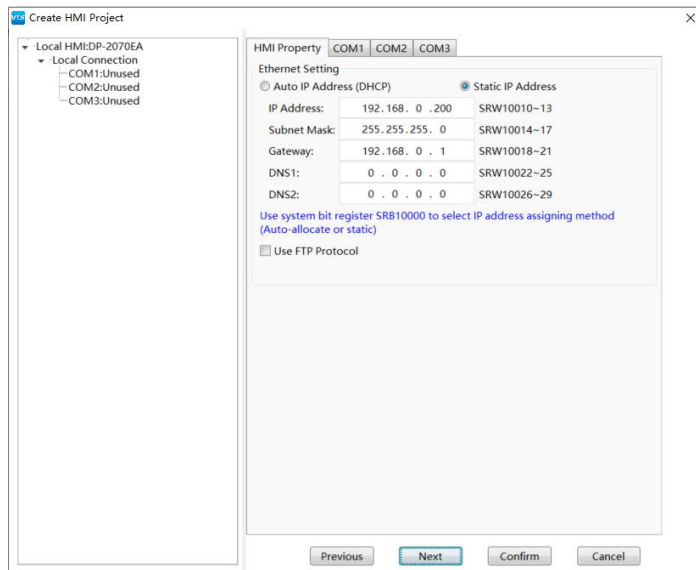 VTS Create HMI Project
Local HMI:DP-2070EA
Local Connection
COM1:Unused
COM2:Unused
COM3:Unused
HMI Property COM1 COM2 COM3
Ethernet Setting
Auto IP Address (DHCP) Static IP Address
IP Address: 192.168. 0 .200 SRW10010~13
Subnet Mask: 255.255.255. 0 SRW10014~17
Gateway: 192.168. 0 . 1 SRW10018~21
DNS1: 0 . 0 . 0 . 0 SRW10022~25
DNS2: 0 . 0 . 0 . 0 SRW10026~29
Use system bit register SRB10000 to select IP address assigning method
(Auto-allocate or static)
Use FTP Protocol
Previous Next Confirm Cancel